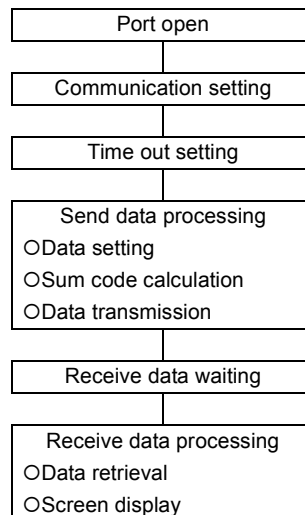 Port open
Communication setting
Time out setting
Send data processing
○Data setting
○Sum code calculation
○Data transmission
Receive data waiting
Receive data processing
○Data retrieval
○Screen display